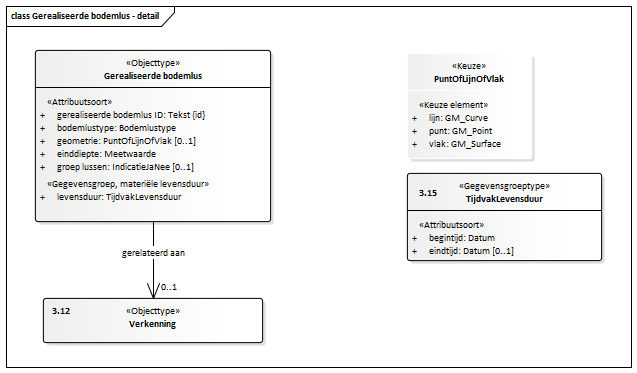 class Gerealiseerde bodemlus - detail
«Objecttype»
Gerealiseerde bodemlus
«Attribuutsoort»
+ gerealiseerde bodemlus ID: Tekst {id}
+ bodemlustype: Bodemlustype
+ geometrie: PuntOfLijnOfVlak [0..1]
+ einddiepte: Meetwaarde
+ groep lussen: IndicatieJaNee [0..1]
«Gegevensgroep, materiële levensduur»
+ levensduur: TijdvakLevensduur
gerelateerd aan
0..1
3.12
«Objecttype»
Verkenning
«Keuze»
PuntOfLijnOfVlak
«Keuze element»
+ lijn: GM_Curve
+ punt: GM_Point
+ vlak: GM_Surface
3.15
«Gegevensgroeptype»
TijdvakLevensduur
«Attribuutsoort»
+ begintijd: Datum
+ eindtijd: Datum [0..1]